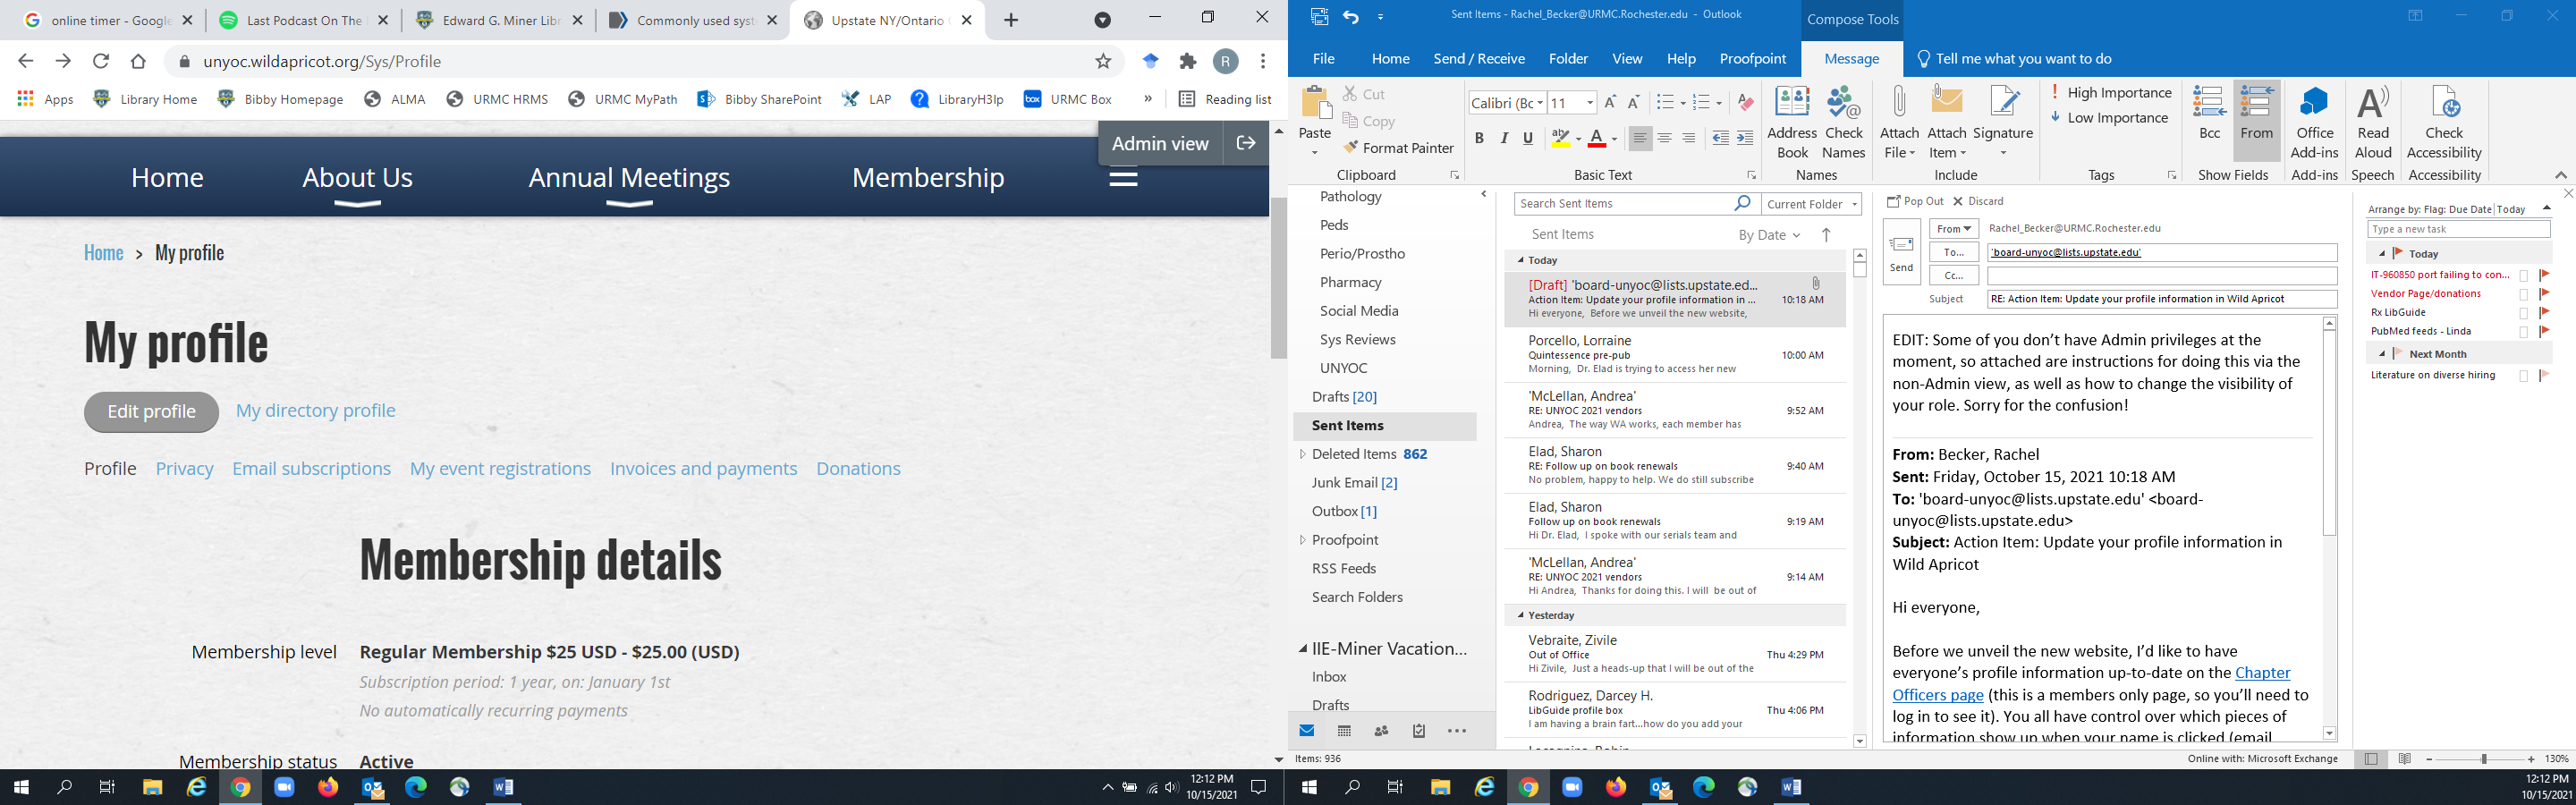 online timer - Google
Last Podcast On The
Edward G. Miner Libr
Commonly used syst
Upstate NY/Ontario
unyoc.wildapricot.org/Sys/Profile
R
Apps
Library Home
Bibby Homepage
ALMA
URMC HRMS
URMC MyPath
Bibby SharePoint
LAP
LibraryH3lp
URMC Box
»
Reading list
Admin view
Home
About Us
Annual Meetings
Membership
Home > My profile
My profile
Edit profile
My directory profile
Profile
Privacy
Email subscriptions
My event registrations
Invoices and payments
Donations
Membership details
Membership level
Regular Membership $25 USD - $25.00 (USD)
Subscription period: 1 year, on: January 1st
No automatically recurring payments
Membership status
Active
12:12 PM
10/15/2021
Sent Items - Rachel_Becker@URMC.Rochester.edu - Outlook
Compose Tools
File
Home
Send / Receive
Folder
View
Help
Proofpoint
Message
Tell me what you want to do
Paste
Cut
Copy
Format Painter
Clipboard
Calibri (Bc
11
B I U
Basic Text
Address Book
Check Names
Names
Attach File
Attach Item
Signature
Include
High Importance
Low Importance
Tags
Bcc
From
Show Fields
Office Add-ins
Add-ins
Read Aloud
Speech
Check Accessibility
Accessibility
Pathology
Peds
Perio/Prostho
Pharmacy
Social Media
Sys Reviews
UNYOC
Drafts [20]
Sent Items
Deleted Items 862
Junk Email [2]
Outbox [1]
Proofpoint
RSS Feeds
Search Folders
IIE-Miner Vacation...
Inbox
Drafts
Search Sent Items
Current Folder
Sent Items
By Date
Today
[Draft] 'board-unyoc@lists.upstate.ed...
Action Item: Update your profile information in ...
10:18 AM
Hi everyone, Before we unveil the new website,
Porcello, Lorraine
Quintessence pre-pub
10:00 AM
Morning, Dr. Elad is trying to access her new
'McLellan, Andrea'
RE: UNYOC 2021 vendors
9:52 AM
Andrea, The way WA works, each member has
Elad, Sharon
RE: Follow up on book renewals
9:40 AM
No problem, happy to help. We do still subscribe
Elad, Sharon
Follow up on book renewals
9:19 AM
Hi Dr. Elad, I spoke with our serials team and
'McLellan, Andrea'
RE: UNYOC 2021 vendors
9:14 AM
Hi Andrea, Thanks for doing this. I will be out of
Yesterday
Vebraite, Zivile
Out of Office
Thu 4:29 PM
Hi Zivile, Just a heads-up that I will be out of the
Rodriguez, Darcey H.
LibGuide profile box
Thu 4:06 PM
I am having a brain fart...how do you add your
Pop Out
Discard
Send
From
Rachel_Becker@URMC.Rochester.edu
To...
'board-unyoc@lists.upstate.edu'
Cc...
Subject
RE: Action Item: Update your profile information in Wild Apricot
EDIT: Some of you don't have Admin privileges at the
moment, so attached are instructions for doing this via the
non-Admin view, as well as how to change the visibility of
your role. Sorry for the confusion!
From: Becker, Rachel
Sent: Friday, October 15, 2021 10:18 AM
To: 'board-unyoc@lists.upstate.edu' <board-
unyoc@lists.upstate.edu>
Subject: Action Item: Update your profile information in
Wild Apricot
Hi everyone,
Before we unveil the new website, I'd like to have
everyone's profile information up-to-date on the Chapter
Officers page (this is a members only page, so you'll need to
log in to see it). You all have control over which pieces of
information show up when your name is clicked (email,
Arrange by: Flag: Due Date Today
Type a new task
Today
IT-960850 port failing to con...
Vendor Page/donations
Rx LibGuide
PubMed feeds - Linda
Next Month
Literature on diverse hiring
Items: 936
Online with: Microsoft Exchange
130%
12:12 PM
10/15/2021